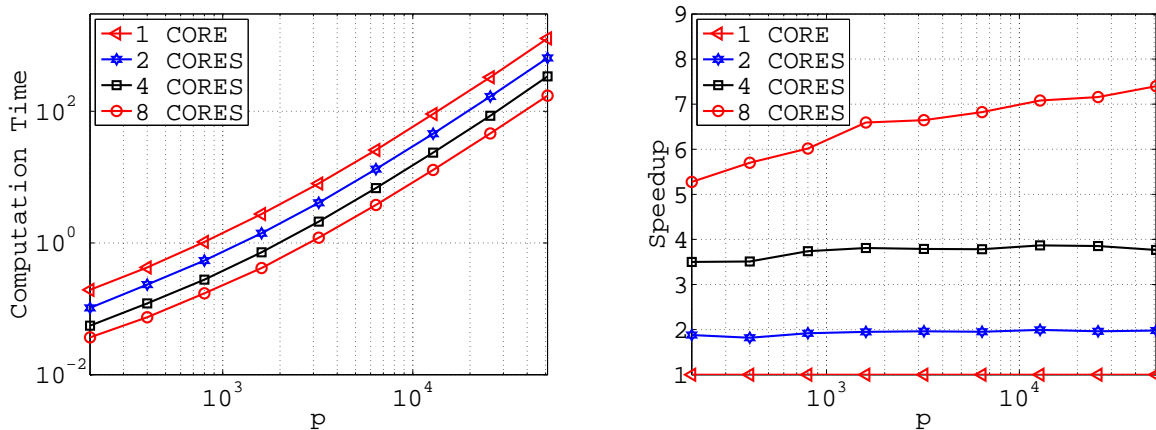 1 CORE
2 CORES
4 CORES
8 CORES
Computation Time
10^2
10^0
10^-2
10^3
10^4
p
1 CORE
2 CORES
4 CORES
8 CORES
Speedup
9
8
7
6
5
4
3
2
1
10^3
10^4
p